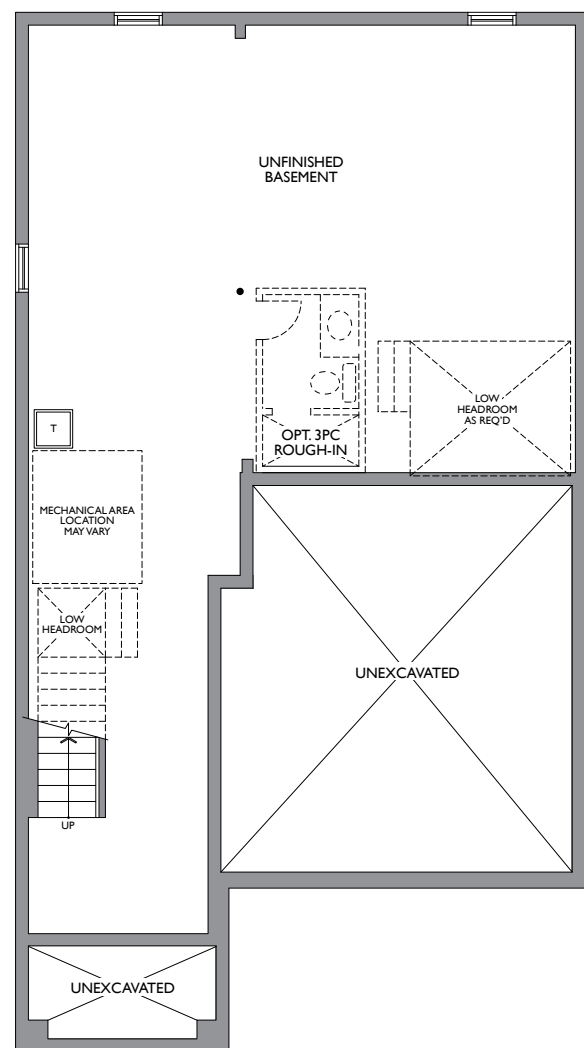 UNFINISHED
BASEMENT
LOW
HEADROOM
AS REQ'D
T
OPT. 3PC
ROUGH-IN
MECHANICAL AREA
LOCATION
MAY VARY
LOW
HEADROOM
UNEXCAVATED
UP
UNEXCAVATED